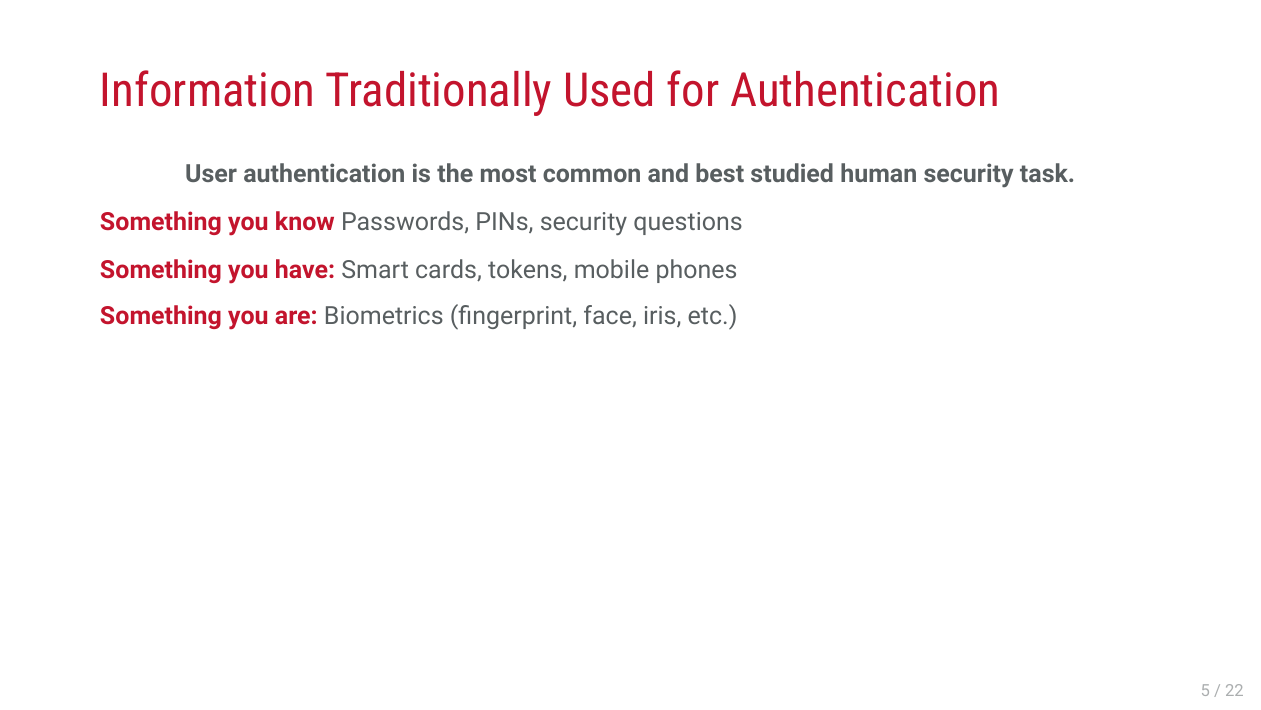 Information Traditionally Used for Authentication
User authentication is the most common and best studied human security task.
Something you know Passwords, PINs, security questions
Something you have: Smart cards, tokens, mobile phones
Something you are: Biometrics (fingerprint, face, iris, etc.)
5 / 22